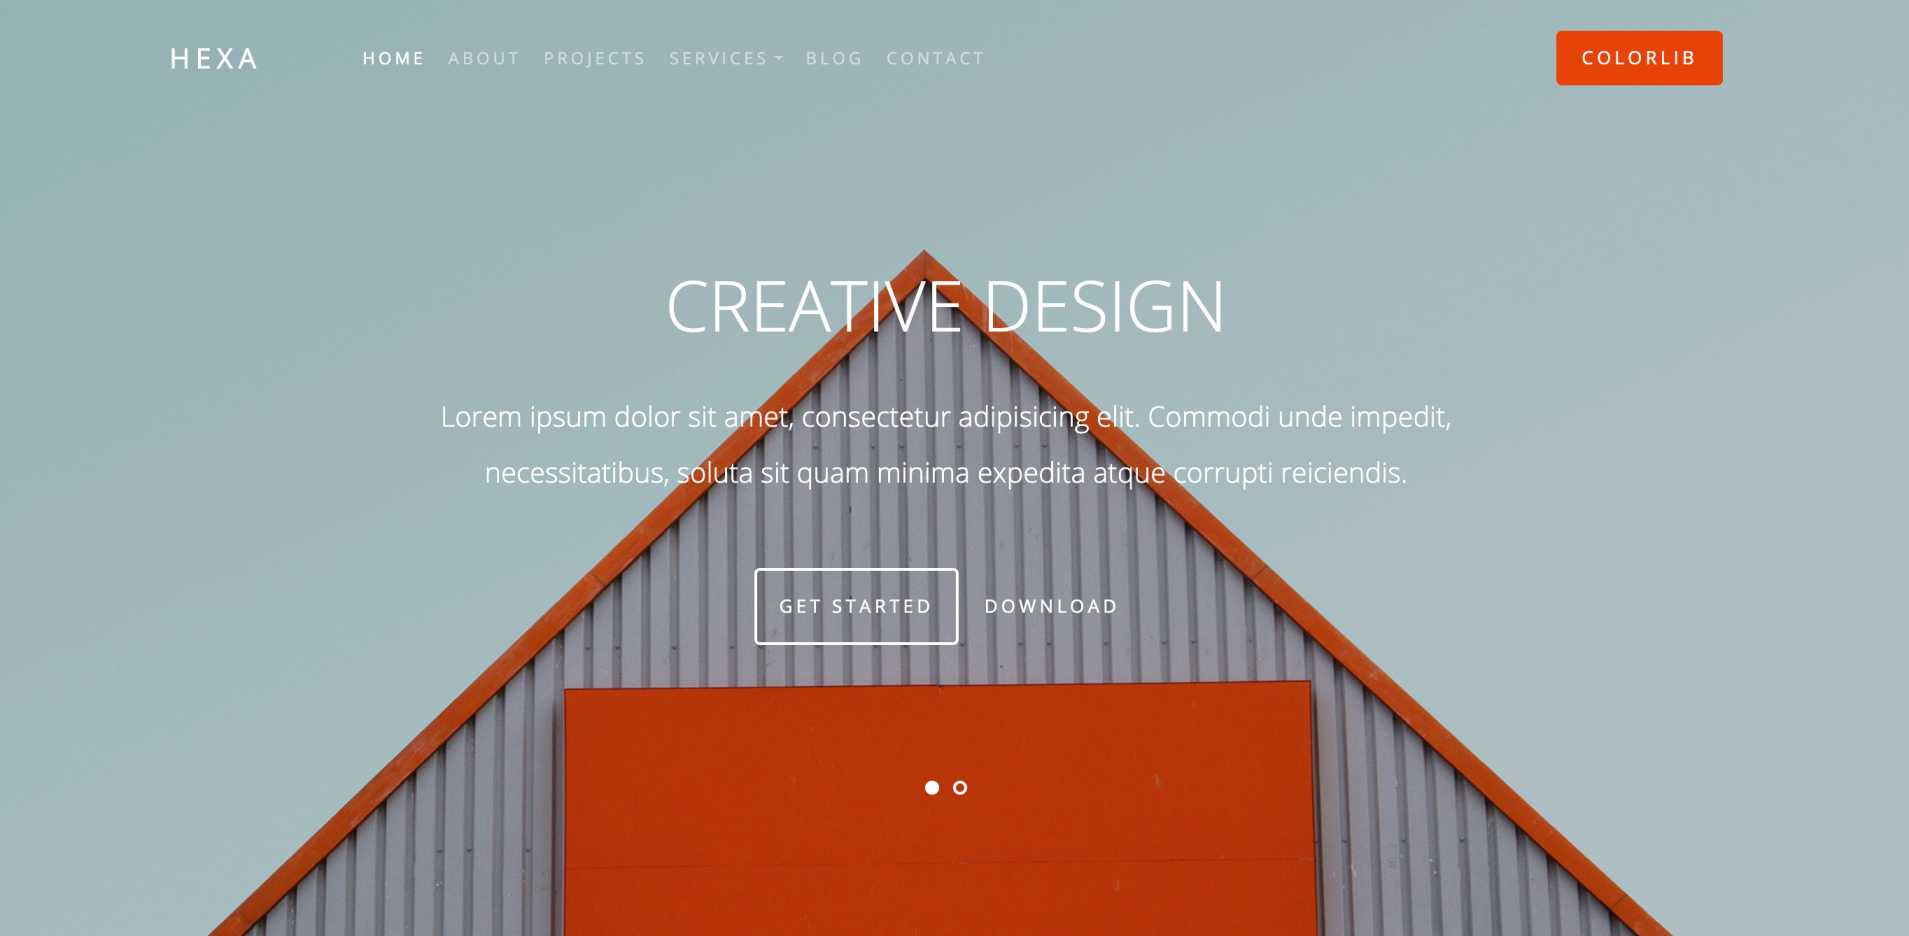 HEXA
HOME ABOUT PROJECTS SERVICES BLOG CONTACT
COLORLIB
CREATIVE DESIGN
Lorem ipsum dolor sit amet, consectetur adipisicing elit. Commodi unde impedit,
necessitatibus, soluta sit quam minima expedita atque corrupti reiciendis.
GET STARTED DOWNLOAD